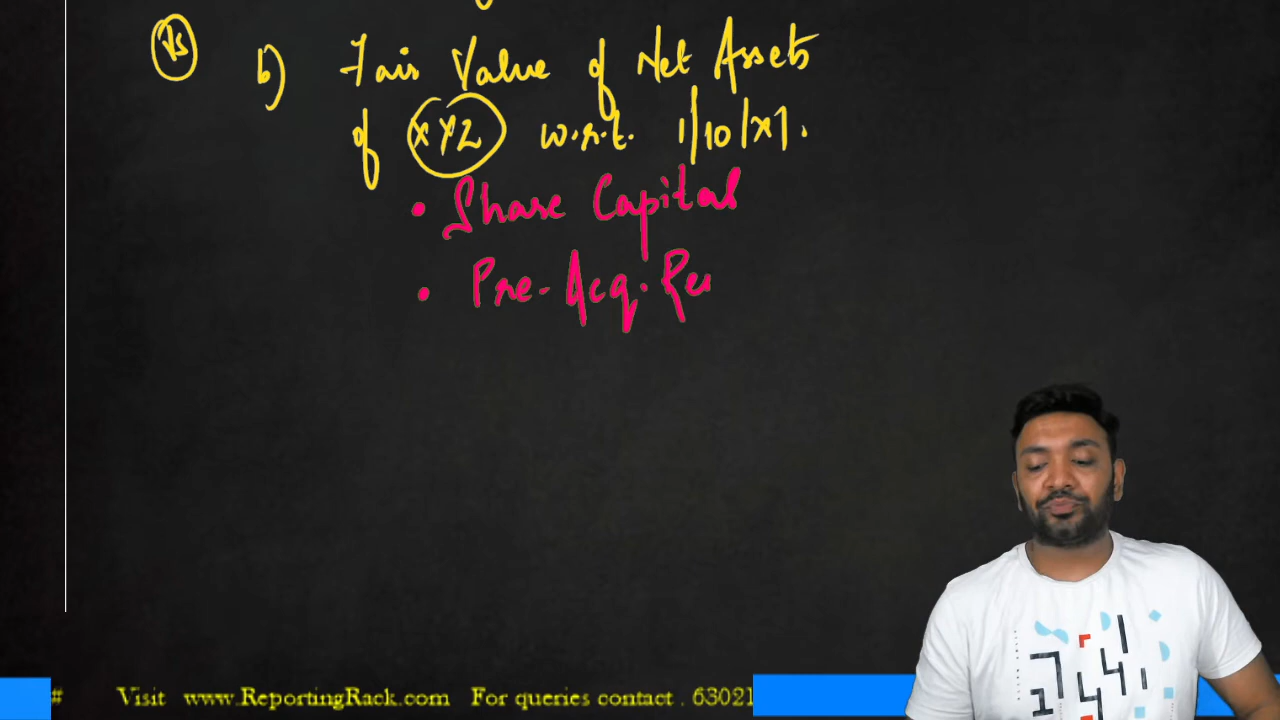 Vs
b) Fair Value of Net Assets
of XYZ w.r.t. 1/10/X1.
• Share Capital
• Pre-Acq. Res
# Visit www.ReportingRack.com For queries contact . 63021